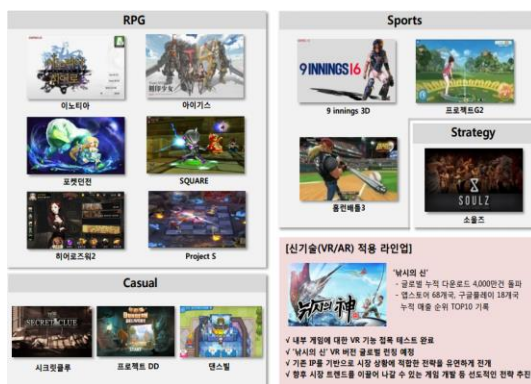 RPG
이노티아
아이기스
포켓던전
SQUARE
히어로즈워2
Project S
Casual
THE SECRET CLUE
DUNGEON DELIVERY
START
시크릿클루
프로젝트 DD
댄스빌
Sports
9 INNINGS 16
9 innings 3D
프로젝트G2
홈런배틀3
Strategy
SOULZ
소울즈
[신기술(VR/AR) 적용 라인업]
낚시의 神
'낚시의 신'
- 글로벌 누적 다운로드 4,000만건 돌파
- 앱스토어 68개국, 구글플레이 18개국
누적 매출 순위 TOP10 기록
√ 내부 게임에 대한 VR 기능 접목 테스트 완료
√ '낚시의 신' VR 버전 글로벌 런칭 예정
√ 기존 IP를 기반으로 시장 상황에 적합한 전략을 유연하게 전개
√ 향후 시장 트렌드를 이끌어 나갈 수 있는 게임 개발 등 선도적인 전략 추진